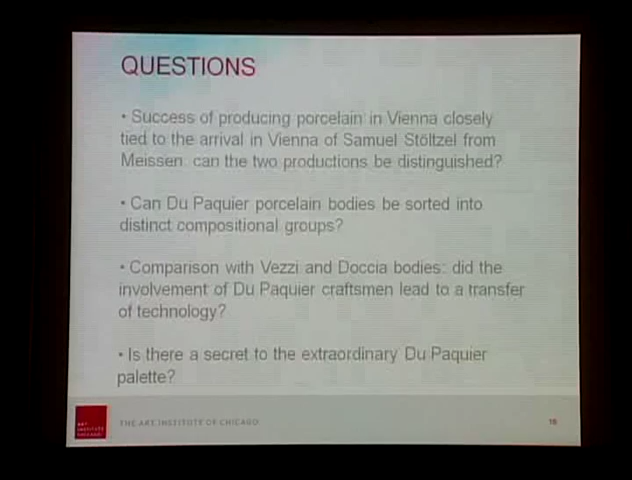 QUESTIONS
• Success of producing porcelain in Vienna closely
tied to the arrival in Vienna of Samuel Stöltzel from
Meissen: can the two productions be distinguished?
• Can Du Paquier porcelain bodies be sorted into
distinct compositional groups?
• Comparison with Vezzi and Doccia bodies: did the
involvement of Du Paquier craftsmen lead to a transfer
of technology?
• Is there a secret to the extraordinary Du Paquier
palette?
ART
INSTITUTE
CHICAGO
THE ART INSTITUTE OF CHICAGO